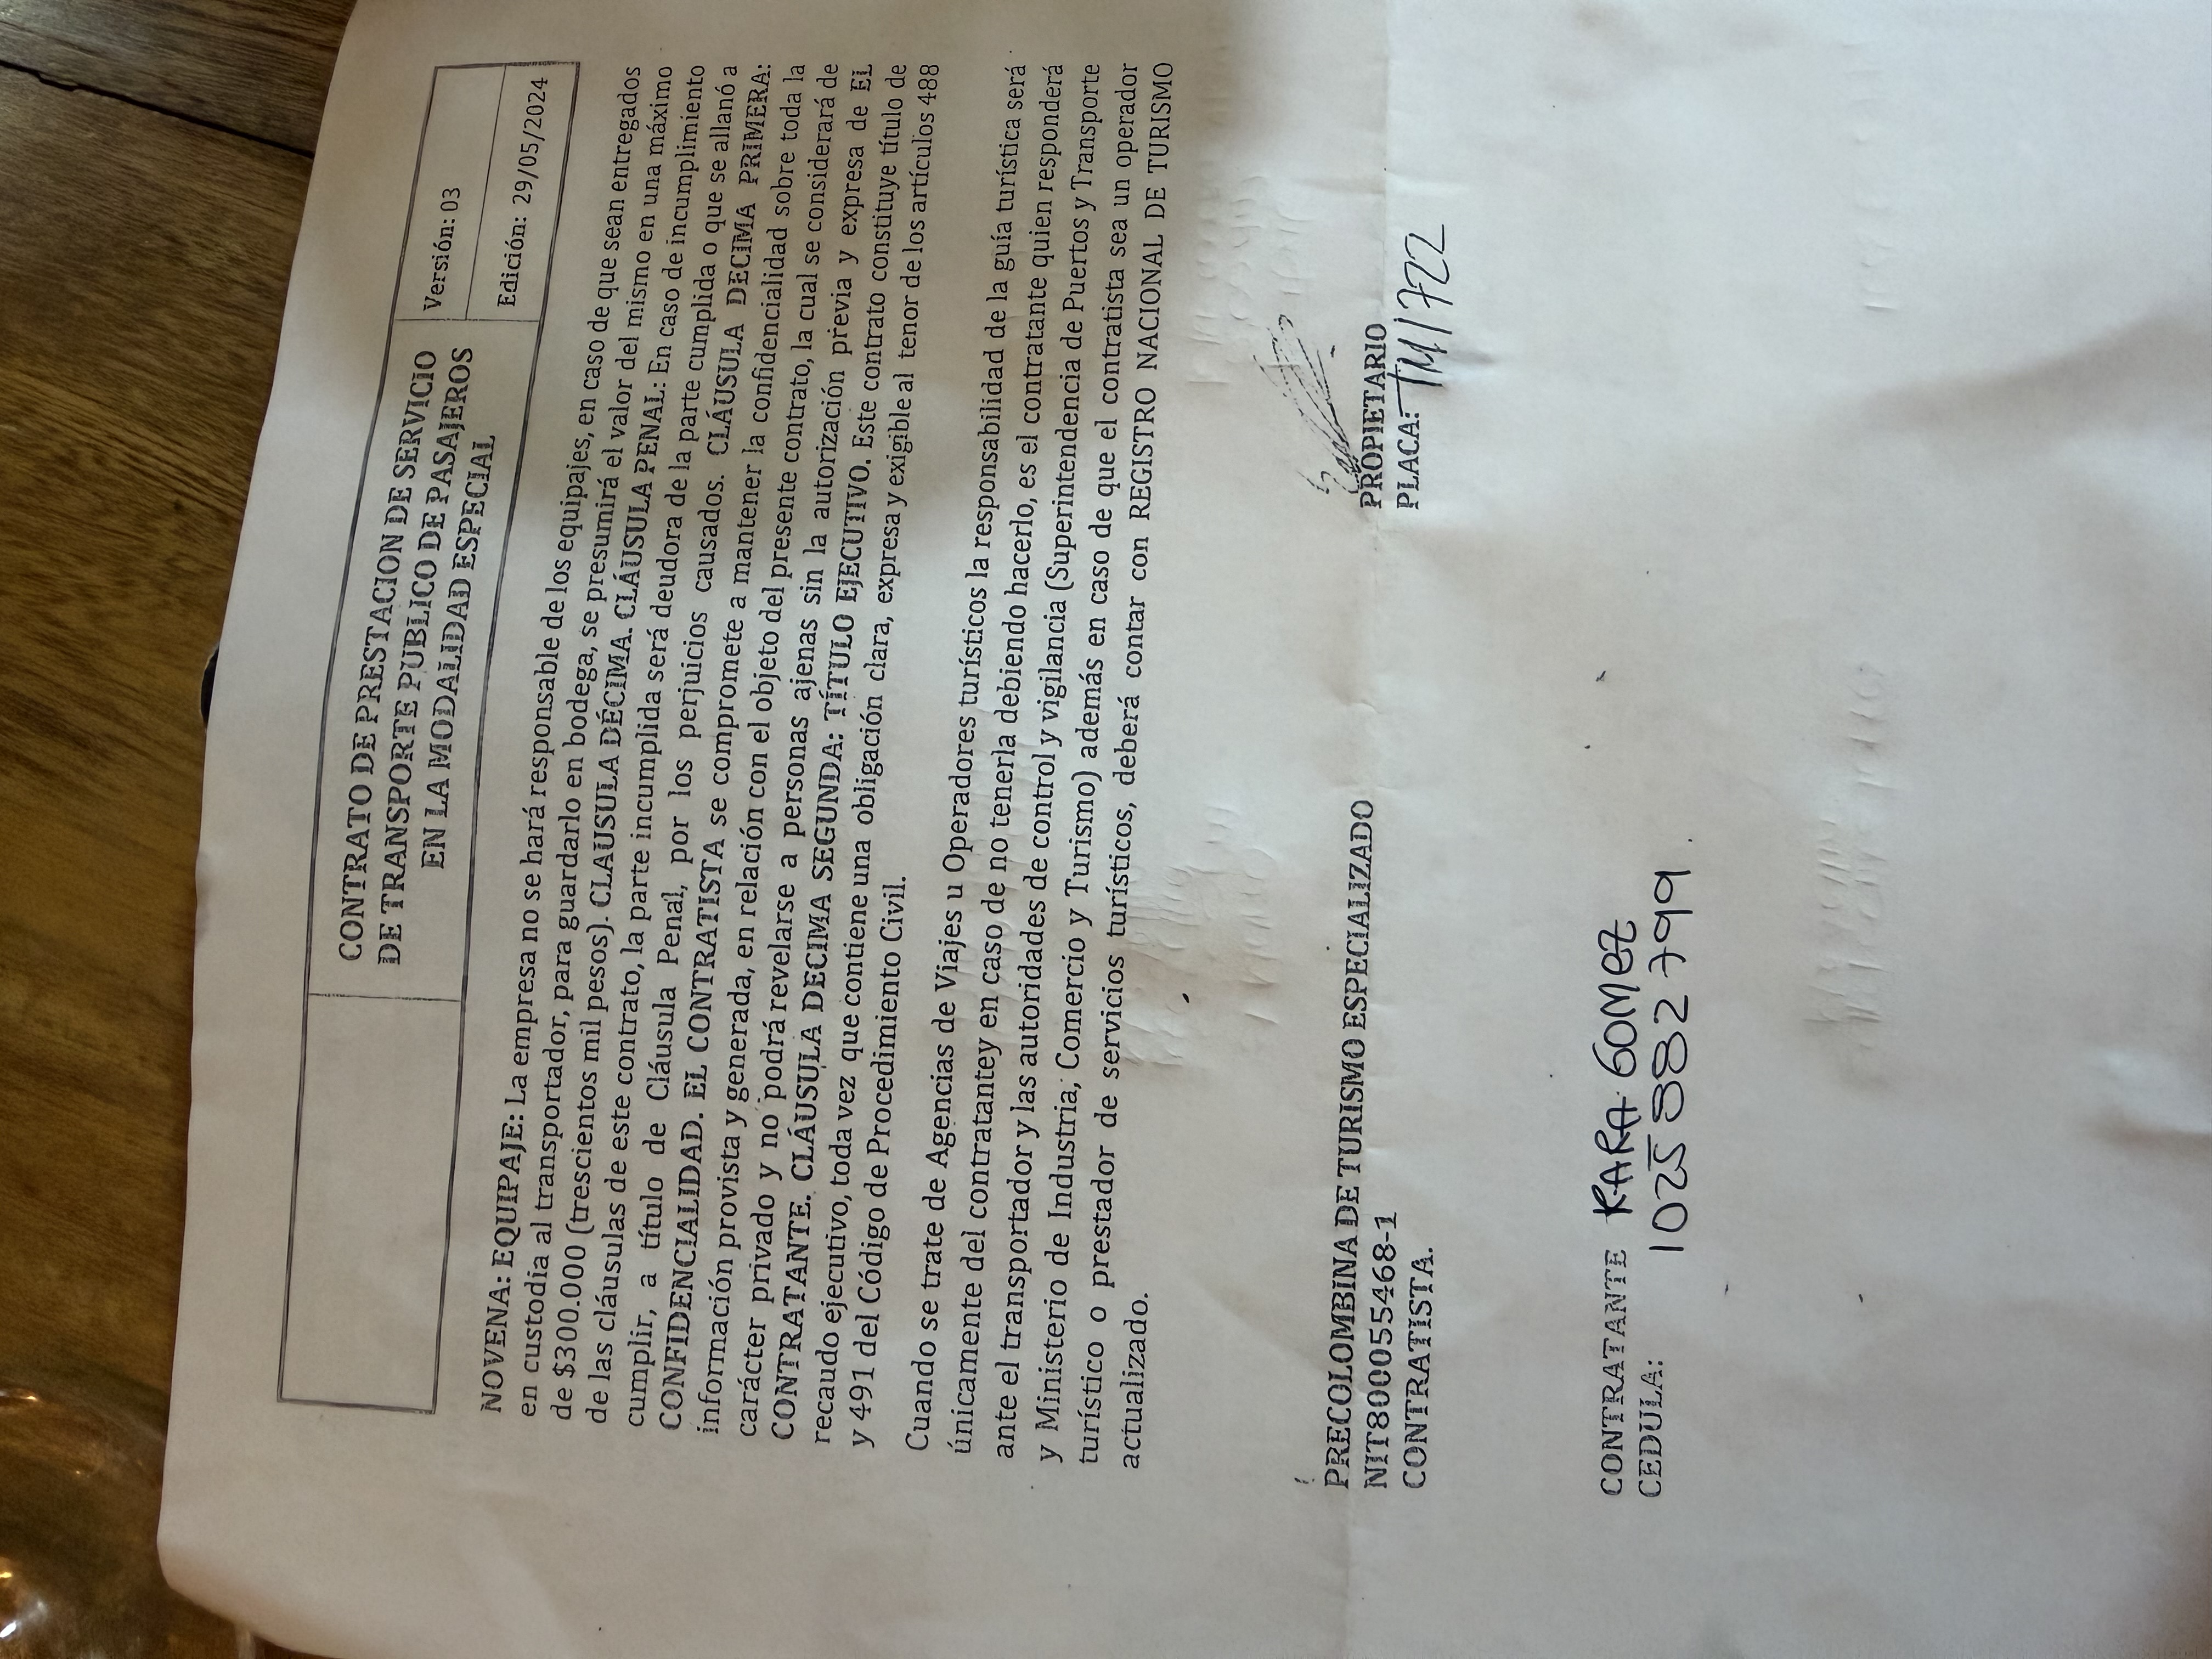 CONTRATO DE PRESTACION DE SERVICIO
DE TRANSPORTE PUBLICO DE PASAJEROS
EN LA MODALIDAD ESPECIAL
Versión: 03
Edición: 29/05/2024
NOVENA: EQUIPAJE: La empresa no se hará responsable de los equipajes, en caso de que sean entregados
en custodia al transportador, para guardarlo en bodega, se presumirá el valor del mismo en una máximo
de $300.000 (trescientos mil pesos). CLAUSULA DÉCIMA. CLÁUSULA PENAL: En caso de incumplimiento
de las cláusulas de este contrato, la parte incumplida será deudora de la parte cumplida o que se allanó a
cumplir, a título de Cláusula Penal, por los perjuicios causados. CLÁUSULA DECIMA PRIMERA:
CONFIDENCIALIDAD. EL CONTRATISTA se compromete a mantener la confidencialidad sobre toda la
información provista y generada, en relación con el objeto del presente contrato, la cual se considerará de
carácter privado y no podrá revelarse a personas ajenas sin la autorización previa y expresa de EL
CONTRATANTE. CLÁUSULA DECIMA SEGUNDA: TÍTULO EJECUTIVO. Este contrato constituye título de
recaudo ejecutivo, toda vez que contiene una obligación clara, expresa y exigible al tenor de los artículos 488
y 491 del Código de Procedimiento Civil.
Cuando se trate de Agencias de Viajes u Operadores turísticos la responsabilidad de la guía turística será
únicamente del contratantey en caso de no tenerla debiendo hacerlo, es el contratante quien responderá
ante el transportador y las autoridades de control y vigilancia (Superintendencia de Puertos y Transporte
y Ministerio de Industria, Comercio y Turismo) además en caso de que el contratista sea un operador
turístico o prestador de servicios turísticos, deberá contar con REGISTRO NACIONAL DE TURISMO
actualizado.
PRECOLOMBINA DE TURISMO ESPECIALIZADO
NIT800055468-1
CONTRATISTA.
PROPIETARIO
PLACA:
CONTRATANTE KARA GOMEZ
CEDULA: 1025882799